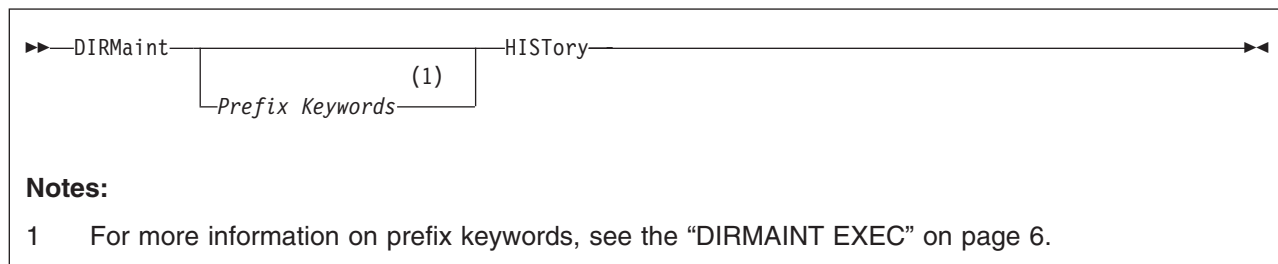 DIRMaint HISTory
(1)
Prefix Keywords
Notes:
1 For more information on prefix keywords, see the “DIRMAINT EXEC” on page 6.